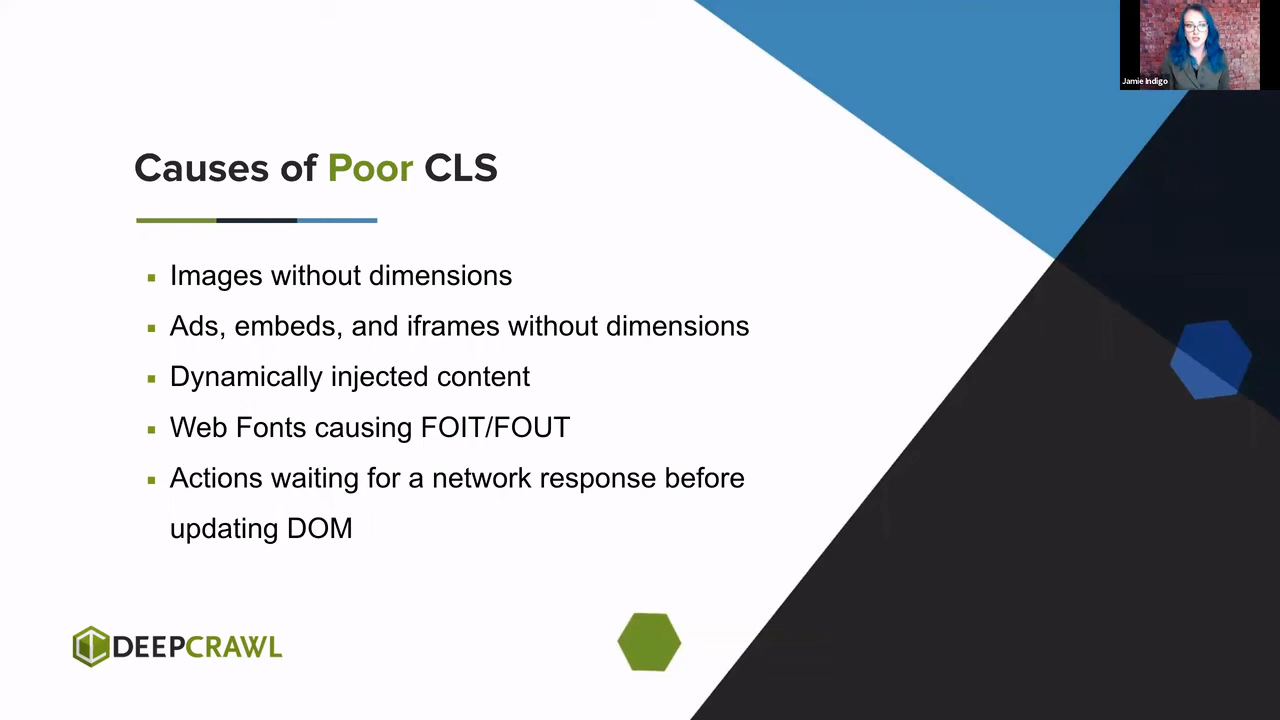 Jamie Indigo
Causes of Poor CLS
Images without dimensions
Ads, embeds, and iframes without dimensions
Dynamically injected content
Web Fonts causing FOIT/FOUT
Actions waiting for a network response before
updating DOM
DEEPCRAWL